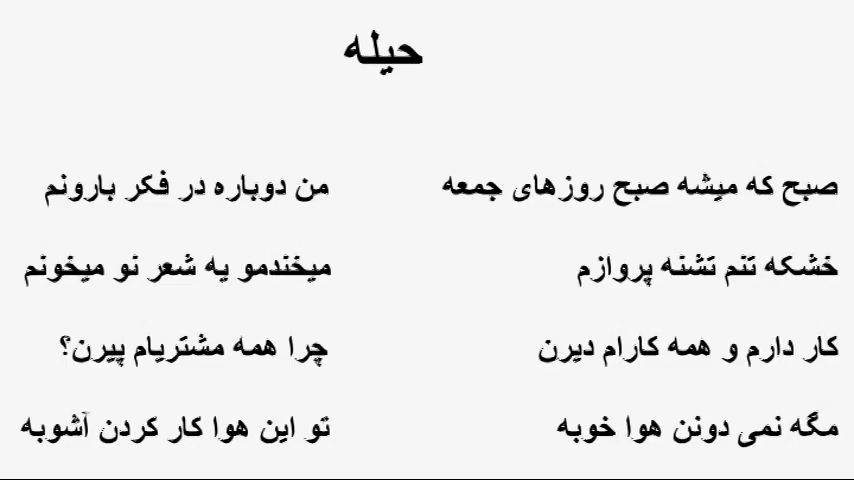 حیله
صبح که میشه صبح روزهای جمعه من دوباره در فکر بارونم
خشکه تنم تشنه پروازم میخندمو یه شعر نو میخونم
کار دارم و همه کارام دیرن چرا همه مشتریام پیرن؟
مگه نمی دونن هوا خوبه تو این هوا کار کردن آشوبه